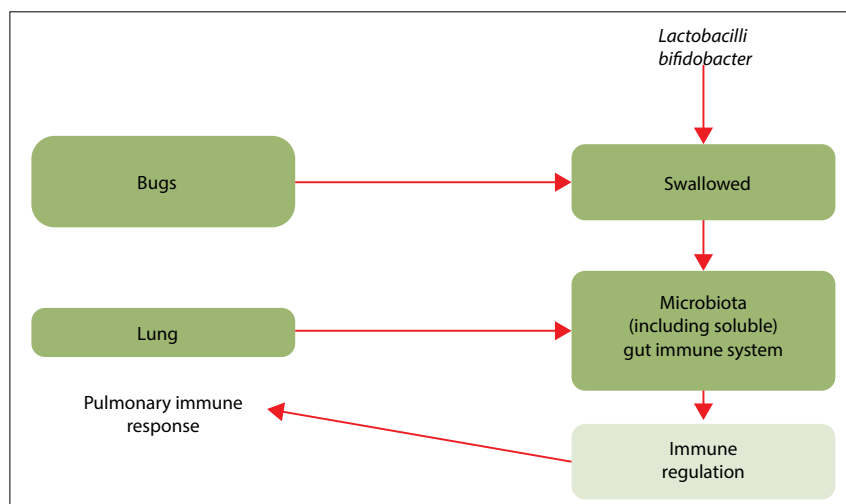 Lactobacilli
bifidobacter
Bugs
Swallowed
Microbiota
(including soluble)
gut immune system
Lung
Pulmonary immune
response
Immune
regulation